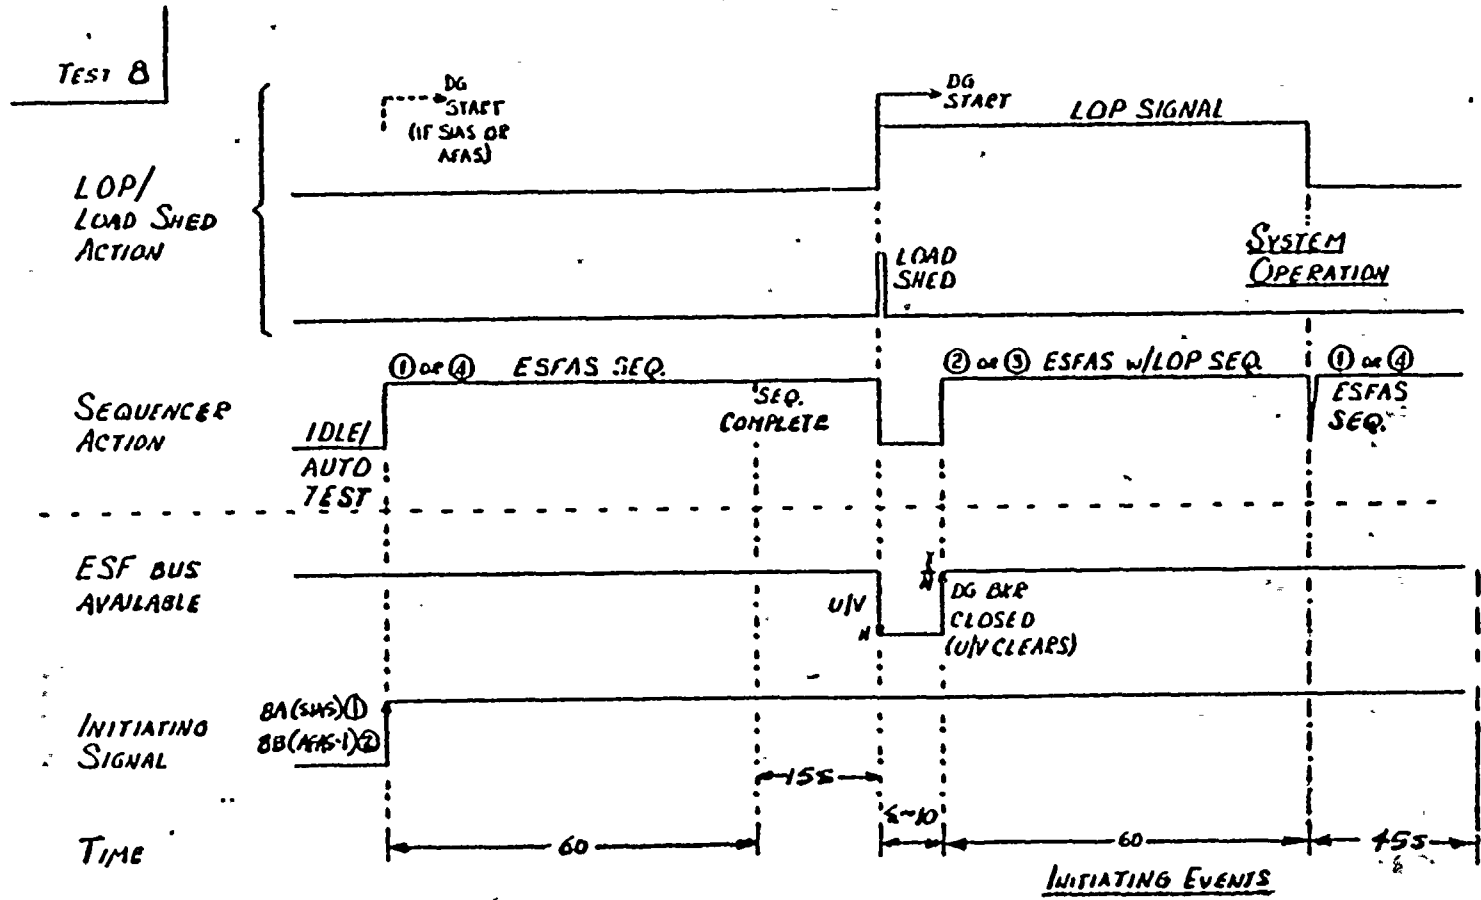 TEST 8
DG
START
(IF SIAS OR
AFAS)
DG
START
LOP SIGNAL
LOP/
LOAD SHED
ACTION
LOAD
SHED
SYSTEM
OPERATION
① OR ④ ESFAS SEQ.
② OR ③ ESFAS W/LOP SEQ.
① OR ④
ESFAS
SEQ.
SEQUENCER
ACTION
SEQ.
COMPLETE
IDLE/
AUTO
TEST
ESF BUS
AVAILABLE
U/V
DG BKR
CLOSED
(U/V CLEARS)
INITIATING
SIGNAL
8A(SIAS)①
8B(AFAS-1)②
15S
≤~10
TIME
60
60
45S
INITIATING EVENTS